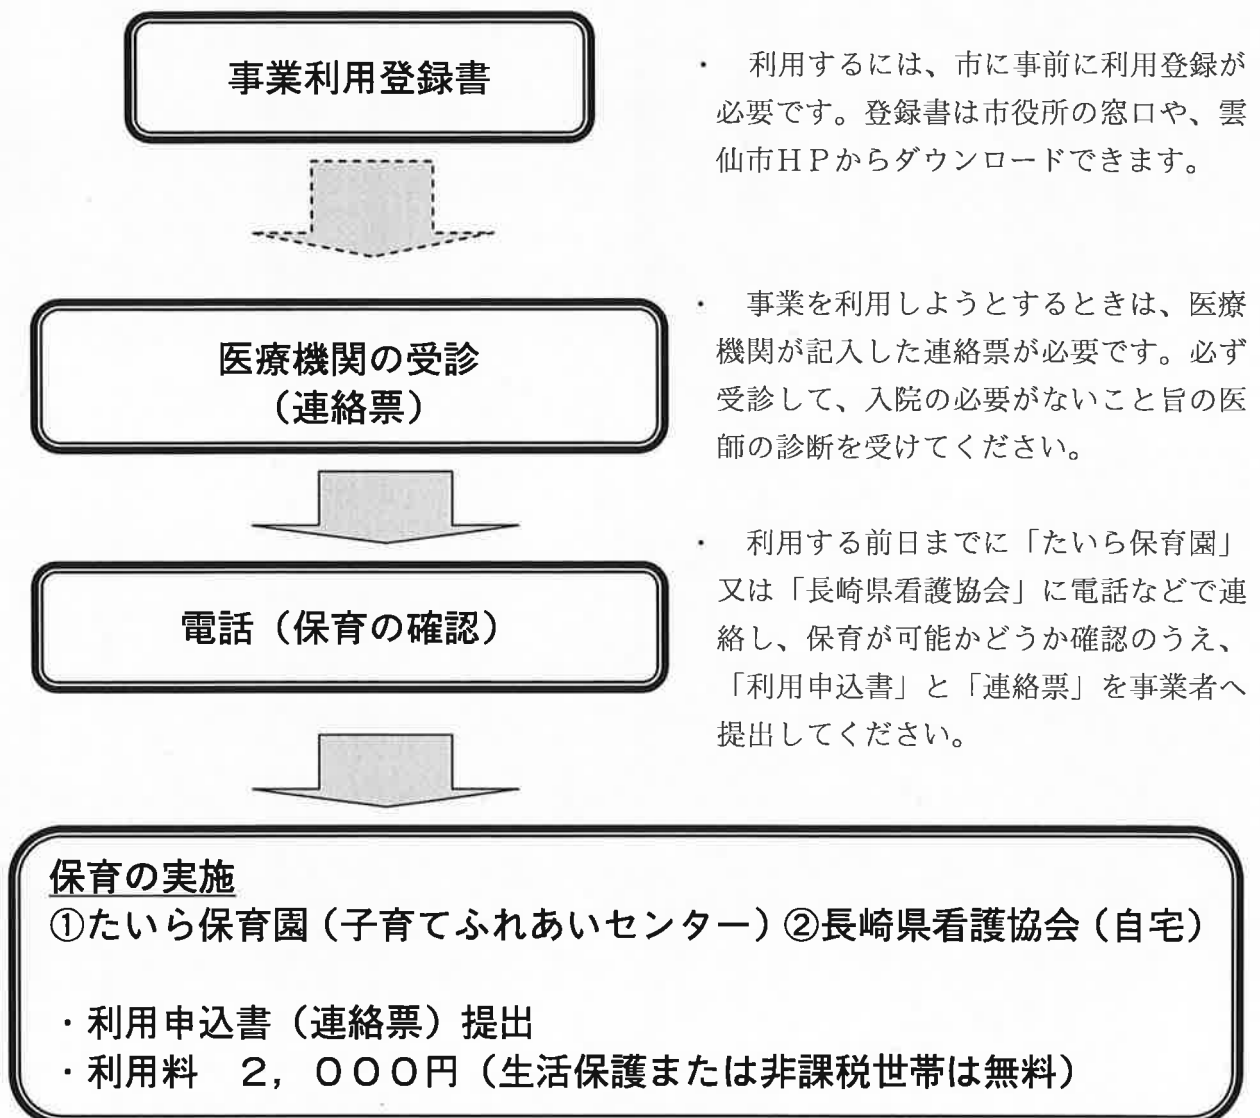 事業利用登録書
・　利用するには、市に事前に利用登録が
必要です。登録書は市役所の窓口や、雲
仙市ＨＰからダウンロードできます。
医療機関の受診
（連絡票）
・　事業を利用しようとするときは、医療
機関が記入した連絡票が必要です。必ず
受診して、入院の必要がないこと旨の医
師の診断を受けてください。
電話（保育の確認）
・　利用する前日までに「たいら保育園」
又は「長崎県看護協会」に電話などで連
絡し、保育が可能かどうか確認のうえ、
「利用申込書」と「連絡票」を事業者へ
提出してください。
保育の実施
①たいら保育園（子育てふれあいセンター）②長崎県看護協会（自宅）
・利用申込書（連絡票）提出
・利用料　２，０００円（生活保護または非課税世帯は無料）